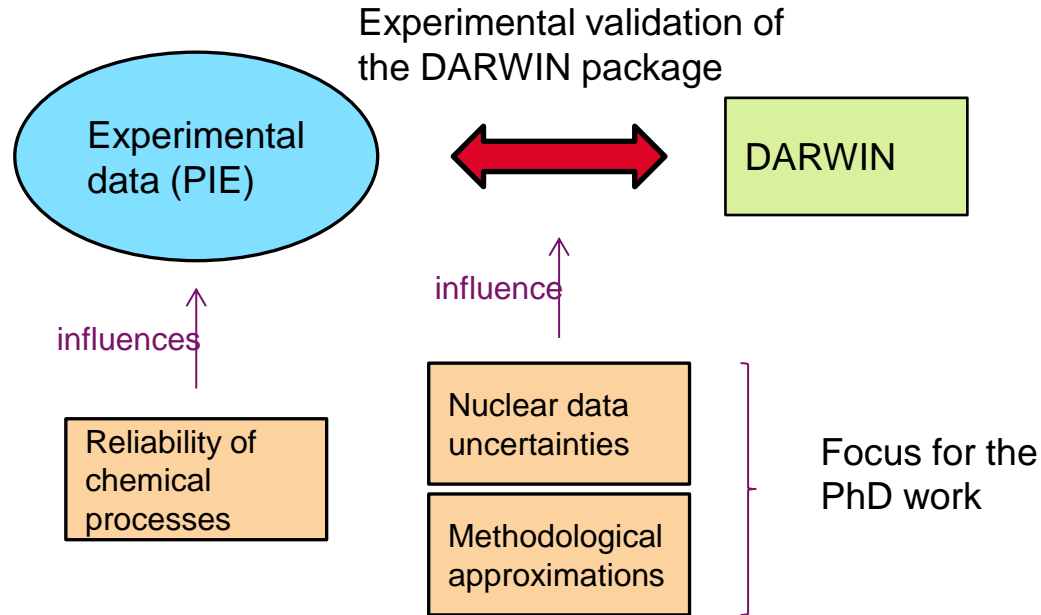 Experimental validation of
the DARWIN package
Experimental
data (PIE)
DARWIN
influences
influence
Reliability of
chemical
processes
Nuclear data
uncertainties
Methodological
approximations
Focus for the
PhD work